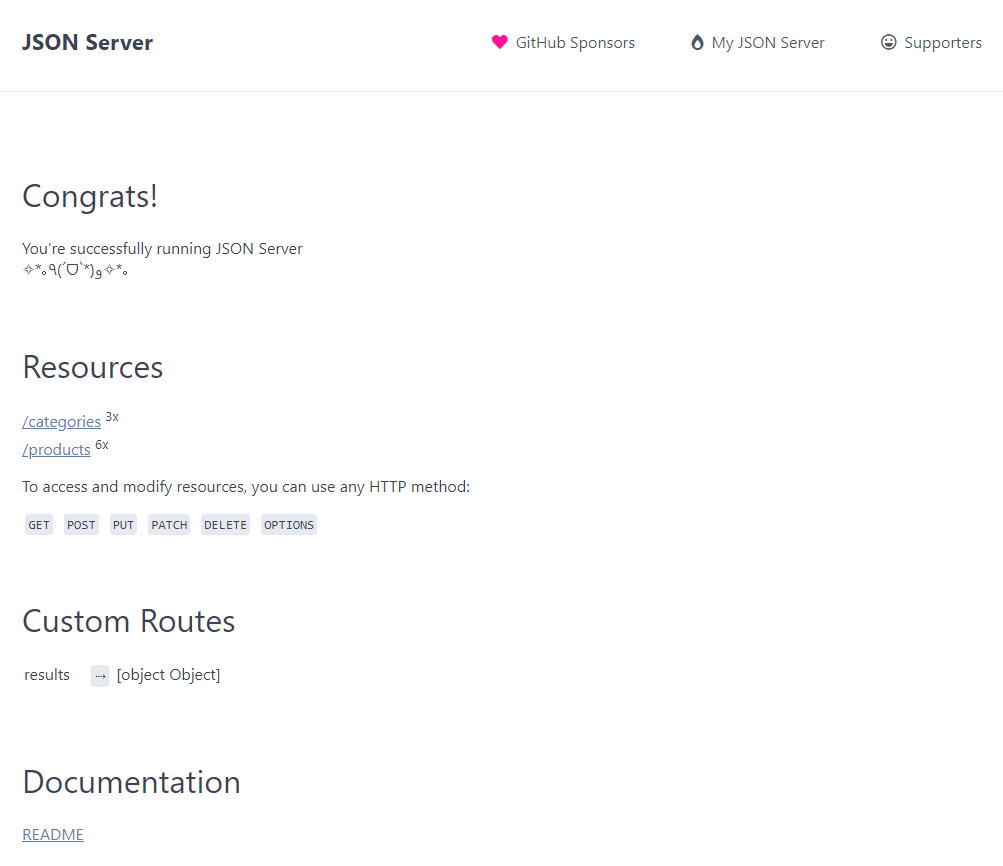 JSON Server
GitHub Sponsors
My JSON Server
Supporters
Congrats!
You're successfully running JSON Server
✧*｡٩(ˊᗜˋ*)و✧*｡
Resources
/categories 3x
/products 6x
To access and modify resources, you can use any HTTP method:
GET POST PUT PATCH DELETE OPTIONS
Custom Routes
results ⇢ [object Object]
Documentation
README